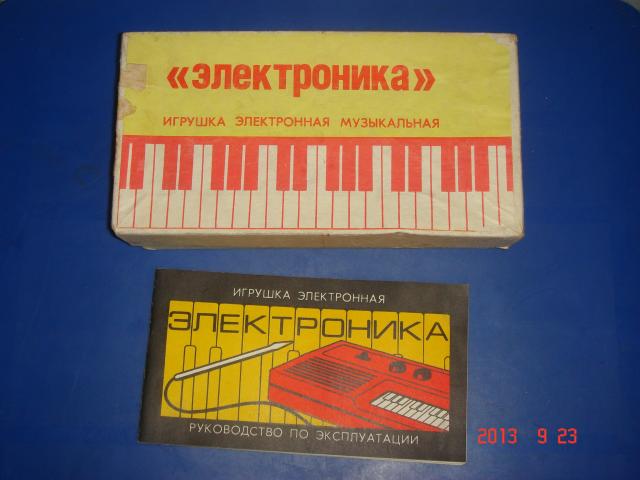 «электроника»
ИГРУШКА ЭЛЕКТРОННАЯ МУЗЫКАЛЬНАЯ
ИГРУШКА ЭЛЕКТРОННАЯ
ЭЛЕКТРОНИКА
РУКОВОДСТВО ПО ЭКСПЛУАТАЦИИ
2013 9 23